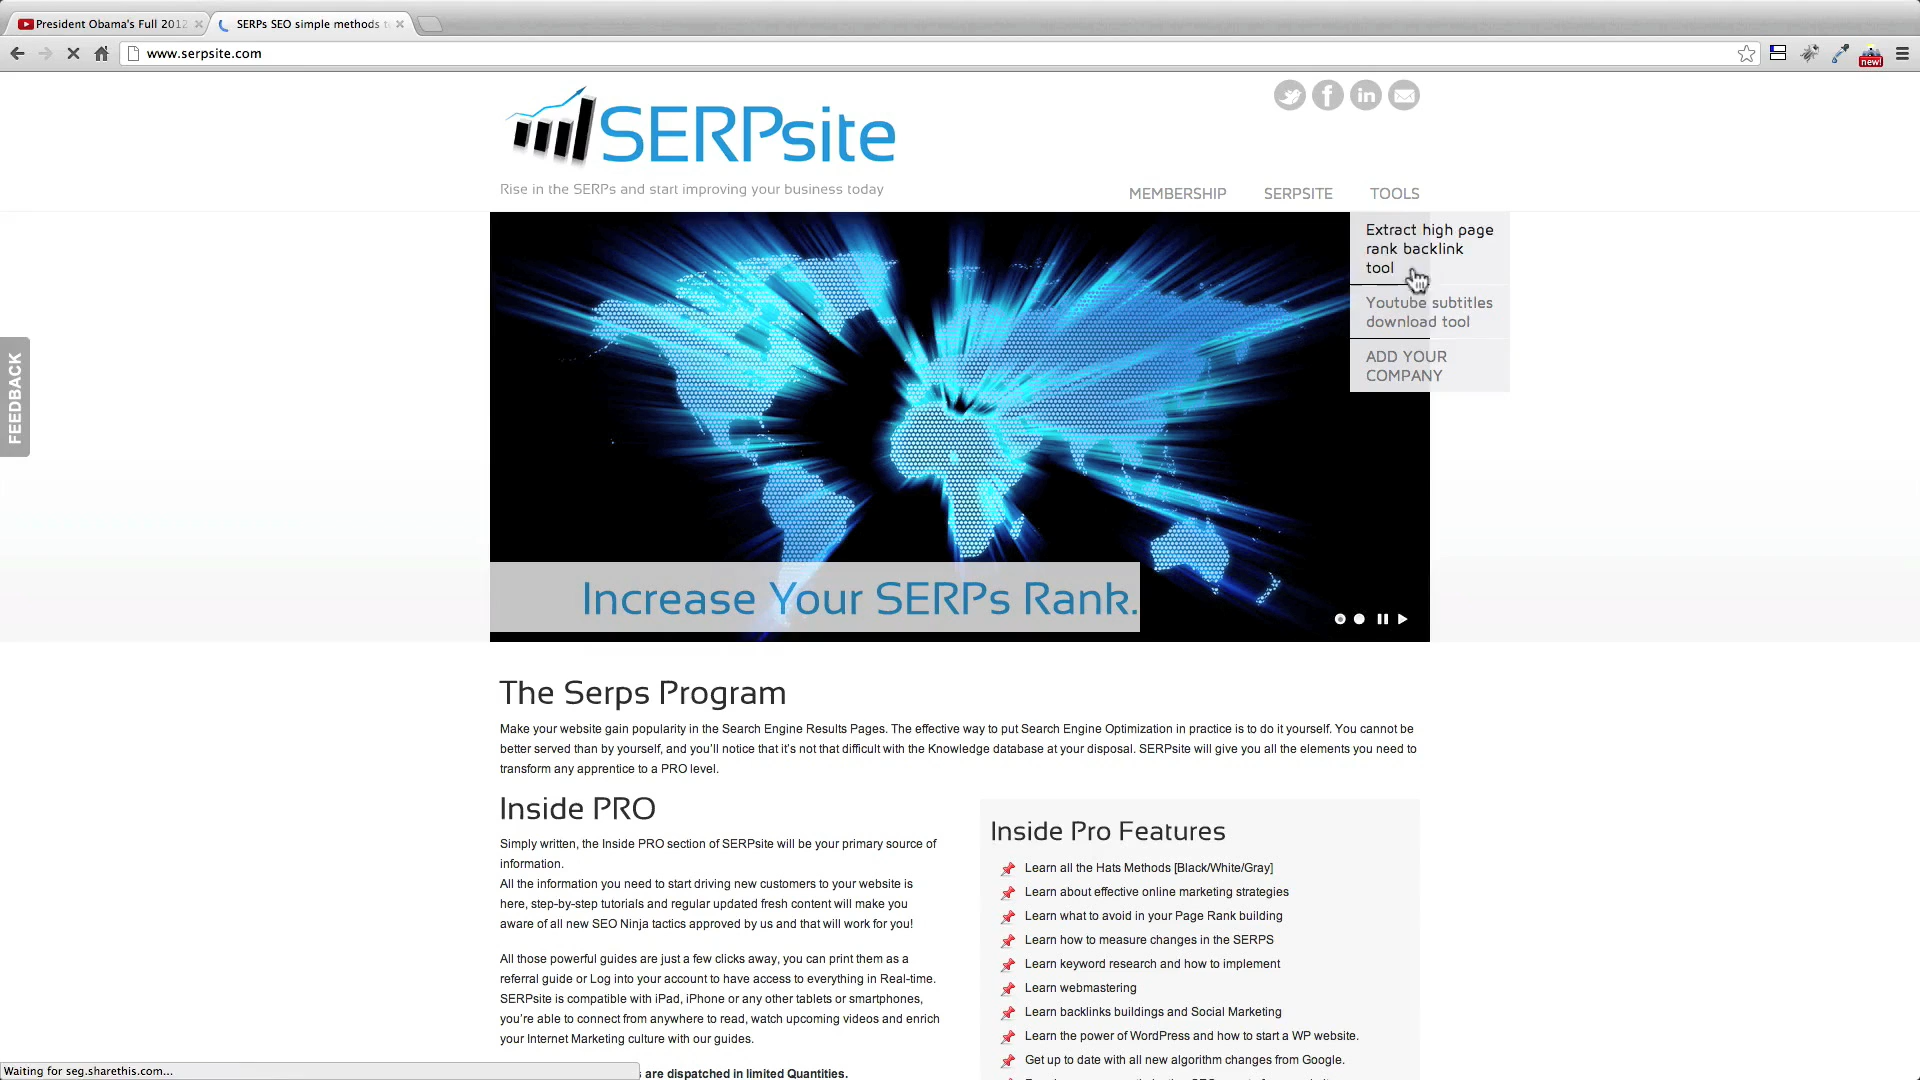 President Obama's Full 2012
SERPs SEO simple methods t
www.serpsite.com
new!
SERPsite
Rise in the SERPs and start improving your business today
MEMBERSHIP
SERPSITE
TOOLS
Extract high page
rank backlink
tool
Youtube subtitles
download tool
ADD YOUR
COMPANY
FEEDBACK
Increase Your SERPs Rank.
The Serps Program
Make your website gain popularity in the Search Engine Results Pages. The effective way to put Search Engine Optimization in practice is to do it yourself. You cannot be
better served than by yourself, and you'll notice that it's not that difficult with the Knowledge database at your disposal. SERPsite will give you all the elements you need to
transform any apprentice to a PRO level.
Inside PRO
Simply written, the Inside PRO section of SERPsite will be your primary source of
information.
All the information you need to start driving new customers to your website is
here, step-by-step tutorials and regular updated fresh content will make you
aware of all new SEO Ninja tactics approved by us and that will work for you!
All those powerful guides are just a few clicks away, you can print them as a
referral guide or Log into your account to have access to everything in Real-time.
SERPsite is compatible with iPad, iPhone or any other tablets or smartphones,
you're able to connect from anywhere to read, watch upcoming videos and enrich
your Internet Marketing culture with our guides.
are dispatched in limited Quantities.
Inside Pro Features
Learn all the Hats Methods [Black/White/Gray]
Learn about effective online marketing strategies
Learn what to avoid in your Page Rank building
Learn how to measure changes in the SERPS
Learn keyword research and how to implement
Learn webmastering
Learn backlinks buildings and Social Marketing
Learn the power of WordPress and how to start a WP website.
Get up to date with all new algorithm changes from Google.
Waiting for seg.sharethis.com...